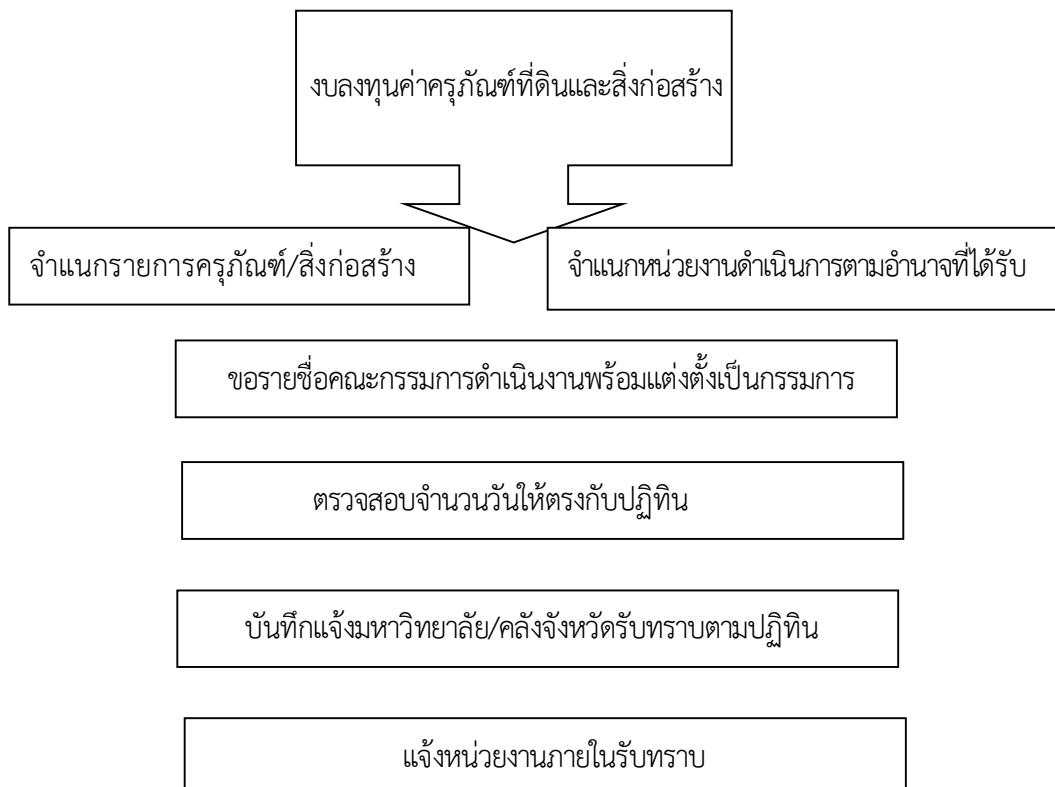 งบลงทุนค่าครุภัณฑ์ที่ดินและสิ่งก่อสร้าง
จำแนกรายการครุภัณฑ์/สิ่งก่อสร้าง
จำแนกหน่วยงานดำเนินการตามอำนาจที่ได้รับ
ขอรายชื่อคณะกรรมการดำเนินงานพร้อมแต่งตั้งเป็นกรรมการ
ตรวจสอบจำนวนวันให้ตรงกับปฏิทิน
บันทึกแจ้งมหาวิทยาลัย/คลังจังหวัดรับทราบตามปฏิทิน
แจ้งหน่วยงานภายในรับทราบ